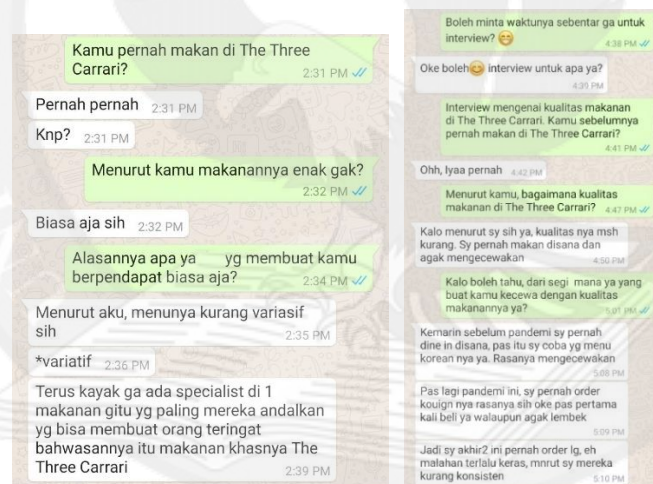 Kamu pernah makan di The Three
Carrari?
2:31 PM
Pernah pernah 2:31 PM
Knp? 2:31 PM
Menurut kamu makanannya enak gak?
2:32 PM
Biasa aja sih 2:32 PM
Alasannya apa ya yg membuat kamu
berpendapat biasa aja? 2:34 PM
Menurut aku, menunya kurang variasif
sih 2:35 PM
*variatif 2:36 PM
Terus kayak ga ada specialist di 1
makanan gitu yg paling mereka andalkan
yg bisa membuat orang teringat
bahwasannya itu makanan khasnya The
Three Carrari 2:39 PM
Boleh minta waktunya sebentar ga untuk
interview? 😁 4:38 PM
Oke boleh😊 interview untuk apa ya?
4:39 PM
Interview mengenai kualitas makanan
di The Three Carrari. Kamu sebelumnya
pernah makan di The Three Carrari?
4:41 PM
Ohh, Iyaa pernah 4:42 PM
Menurut kamu, bagaimana kualitas
makanan di The Three Carrari? 4:47 PM
Kalo menurut sy sih ya, kualitas nya msh
kurang. Sy pernah makan disana dan
agak mengecewakan 4:50 PM
Kalo boleh tahu, dari segi mana ya yang
buat kamu kecewa dengan kualitas
makanannya ya? 5:01 PM
Kemarin sebelum pandemi sy pernah
dine in disana, pas itu sy coba yg menu
korean nya ya. Rasanya mengecewakan
5:08 PM
Pas lagi pandemi ini, sy pernah order
kouign nya rasanya sih oke pas pertama
kali beli ya walaupun agak lembek
5:09 PM
Jadi sy akhir2 ini pernah order lg, eh
malahan terlalu keras, mnrut sy mereka
kurang konsisten 5:10 PM